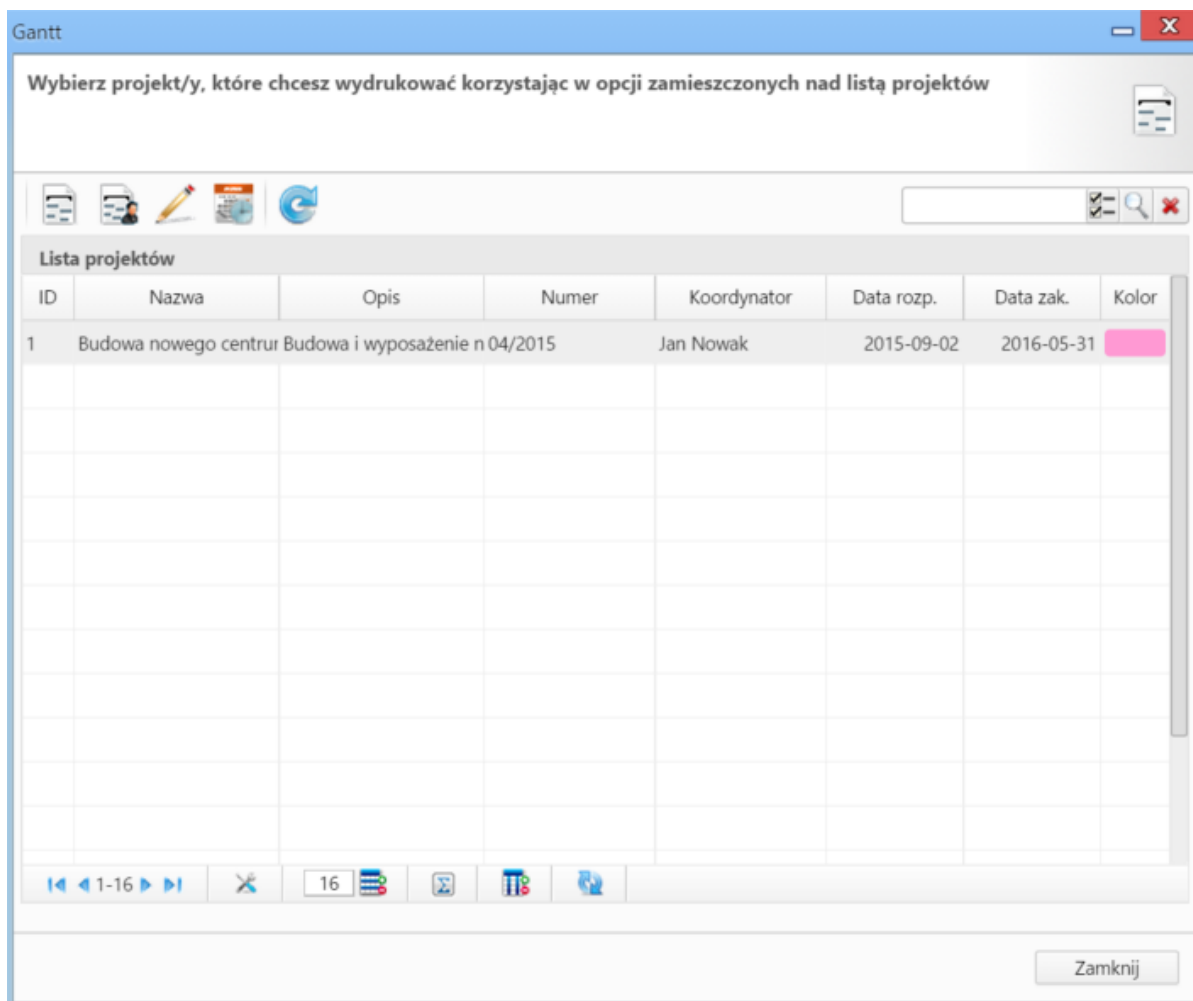 Gantt
Wybierz projekt/y, które chcesz wydrukować korzystając w opcji zamieszczonych nad listą projektów
Lista projektów
ID Nazwa Opis Numer Koordynator Data rozp. Data zak. Kolor
1 Budowa nowego centrur Budowa i wyposażenie n 04/2015 Jan Nowak 2015-09-02 2016-05-31
1-16 16
Zamknij